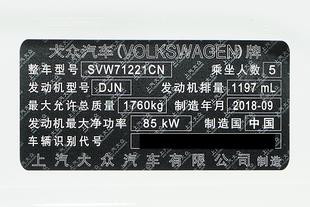 大众汽车(VOLKSWAGEN)牌
整车型号 SVW71221CN 乘坐人数 5
发动机型号 DJN 发动机排量 1197 mL
最大允许总质量 1760kg 制造年月 2018-09
发动机最大净功率 85 kW 制造国 中国
车辆识别代号
上汽大众汽车有限公司 制造